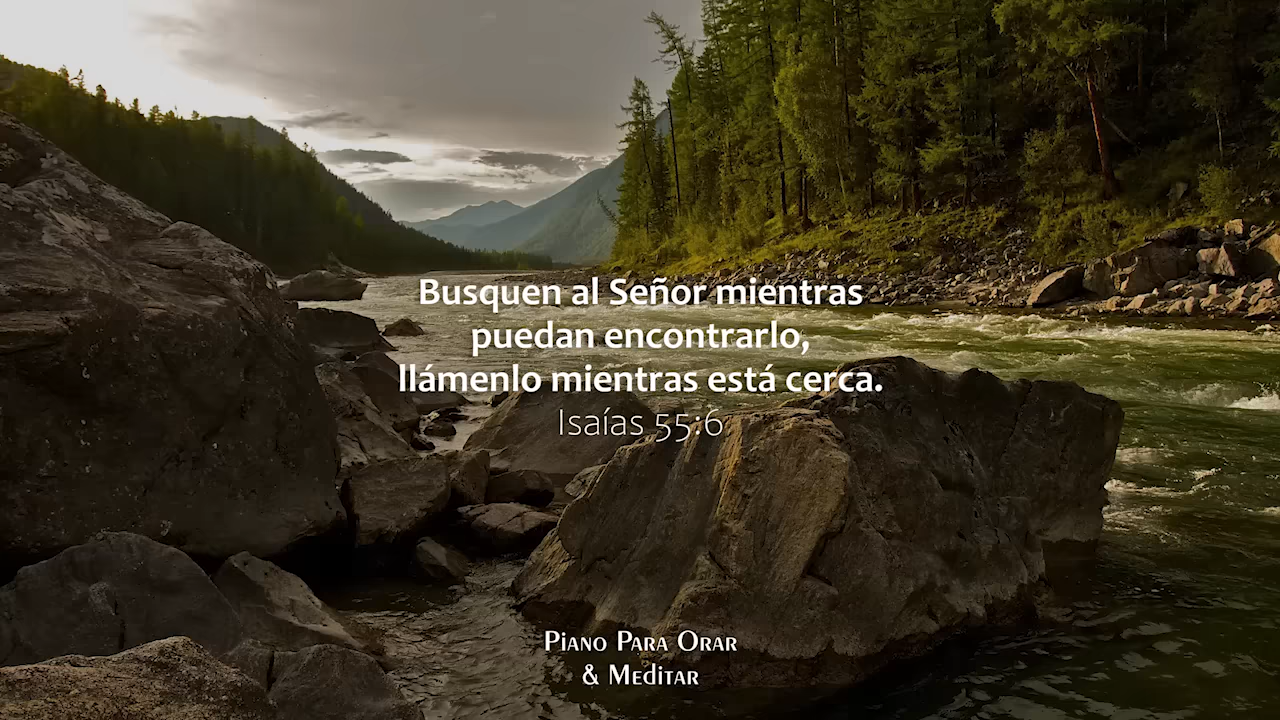 Busquen al Señor mientras
puedan encontrarlo,
llámenlo mientras está cerca.
Isaías 55:6
Piano Para Orar
& Meditar